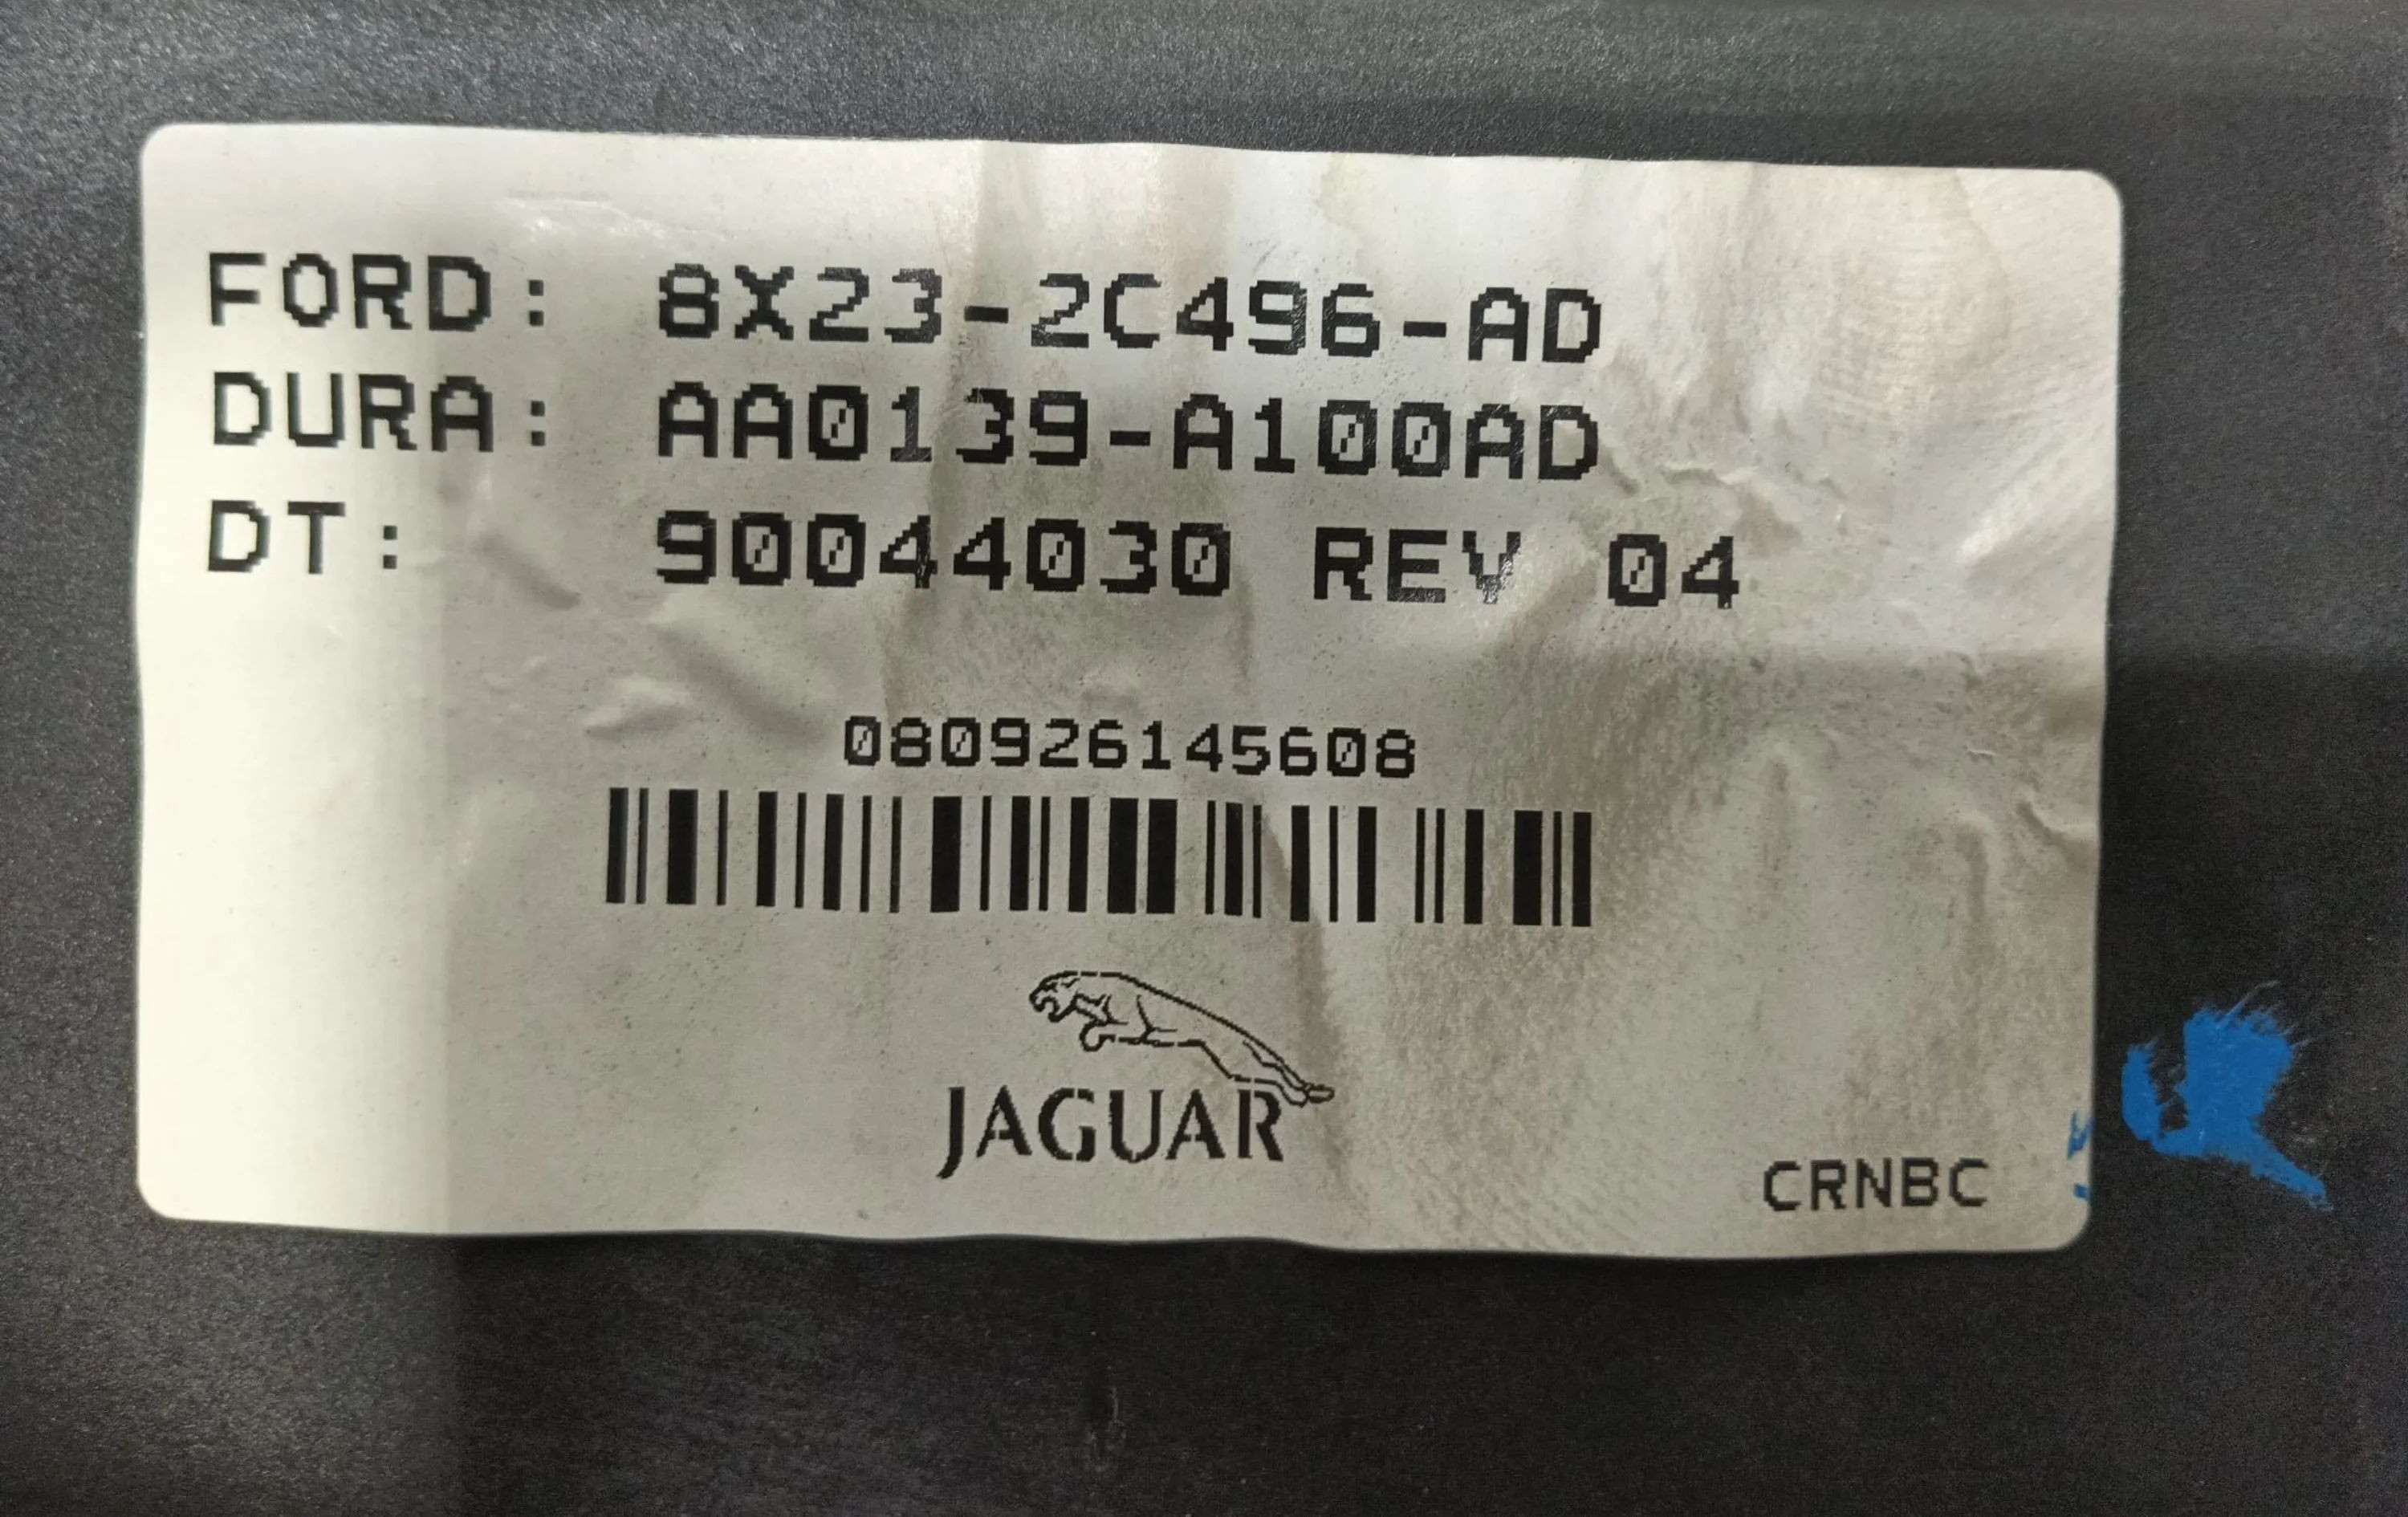 FORD: 8X23-2C496-AD
DURA: AA0139-A100AD
DT: 90044030 REV 04
080926145608
JAGUAR
CRNBC